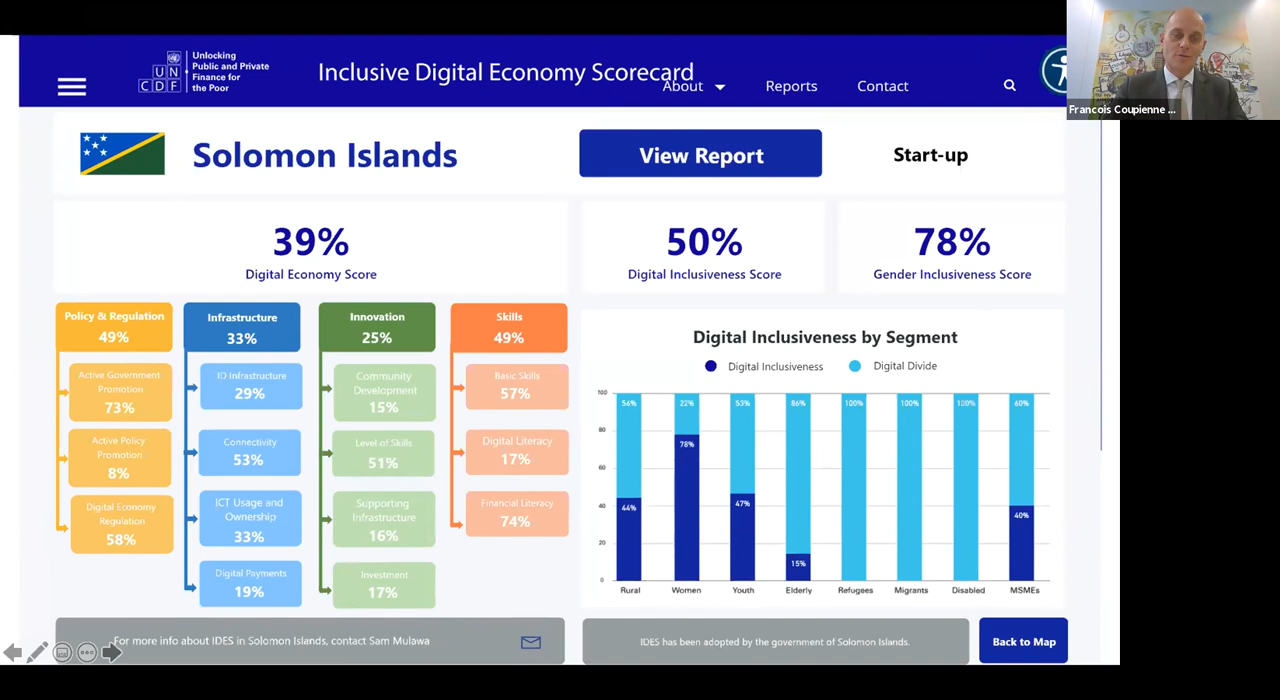 UN
CDF
Unlocking
Public and Private
Finance for
the Poor
Inclusive Digital Economy Scorecard
About
Reports
Contact
Francois Coupienne ...
Solomon Islands
View Report
Start-up
39%
Digital Economy Score
50%
Digital Inclusiveness Score
78%
Gender Inclusiveness Score
Policy & Regulation
49%
Active Government
Promotion
73%
Active Policy
Promotion
8%
Digital Economy
Regulation
58%
Infrastructure
33%
ID Infrastructure
29%
Connectivity
53%
ICT Usage and
Ownership
33%
Digital Payments
19%
Innovation
25%
Community
Development
15%
Level of Skills
51%
Supporting
Infrastructure
16%
Investment
17%
Skills
49%
Basic Skills
57%
Digital Literacy
17%
Financial Literacy
74%
Digital Inclusiveness by Segment
Digital Inclusiveness
Digital Divide
100
80
60
40
20
0
56%
22%
53%
86%
100%
100%
100%
60%
44%
78%
47%
15%
40%
Rural
Women
Youth
Elderly
Refugees
Migrants
Disabled
MSMEs
For more info about IDES in Solomon Islands, contact Sam Mulawa
IDES has been adopted by the government of Solomon Islands.
Back to Map